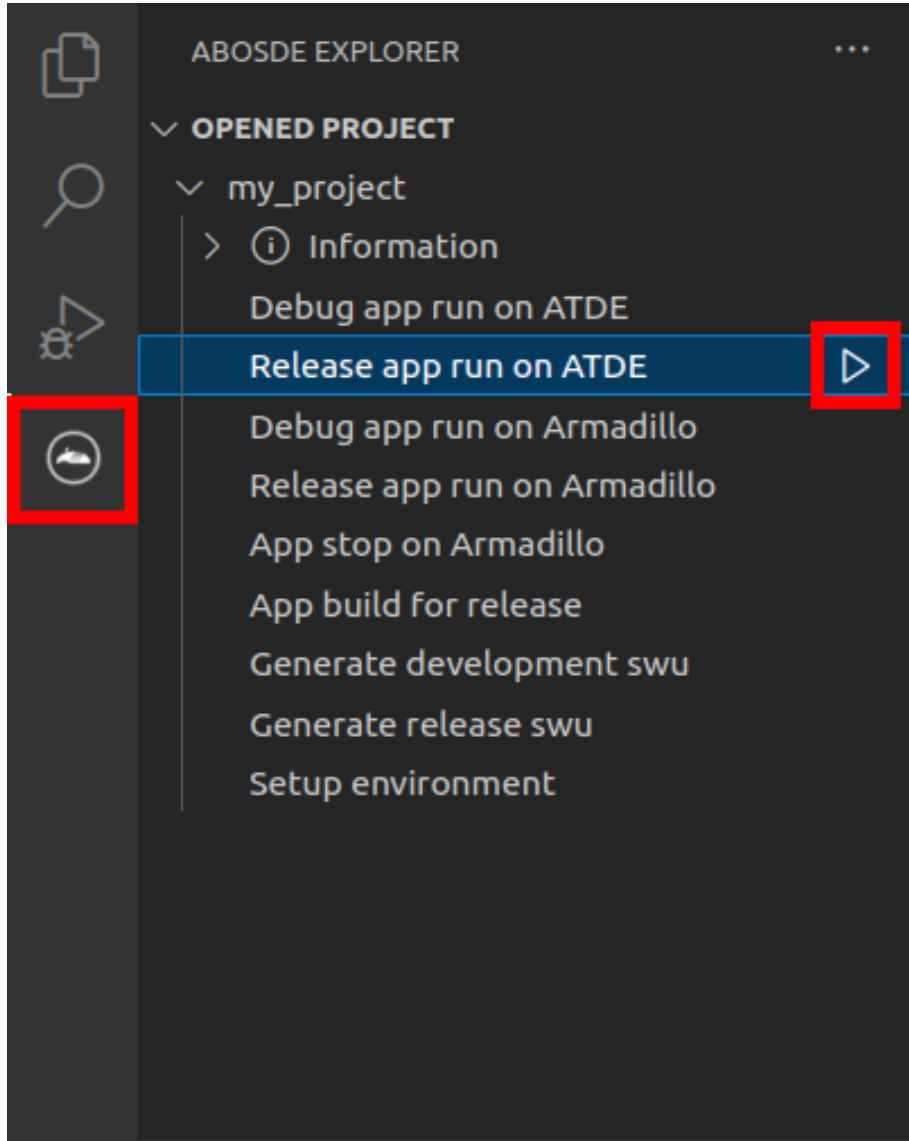 ABOSDE EXPLORER
OPENED PROJECT
my_project
Information
Debug app run on ATDE
Release app run on ATDE
Debug app run on Armadillo
Release app run on Armadillo
App stop on Armadillo
App build for release
Generate development swu
Generate release swu
Setup environment